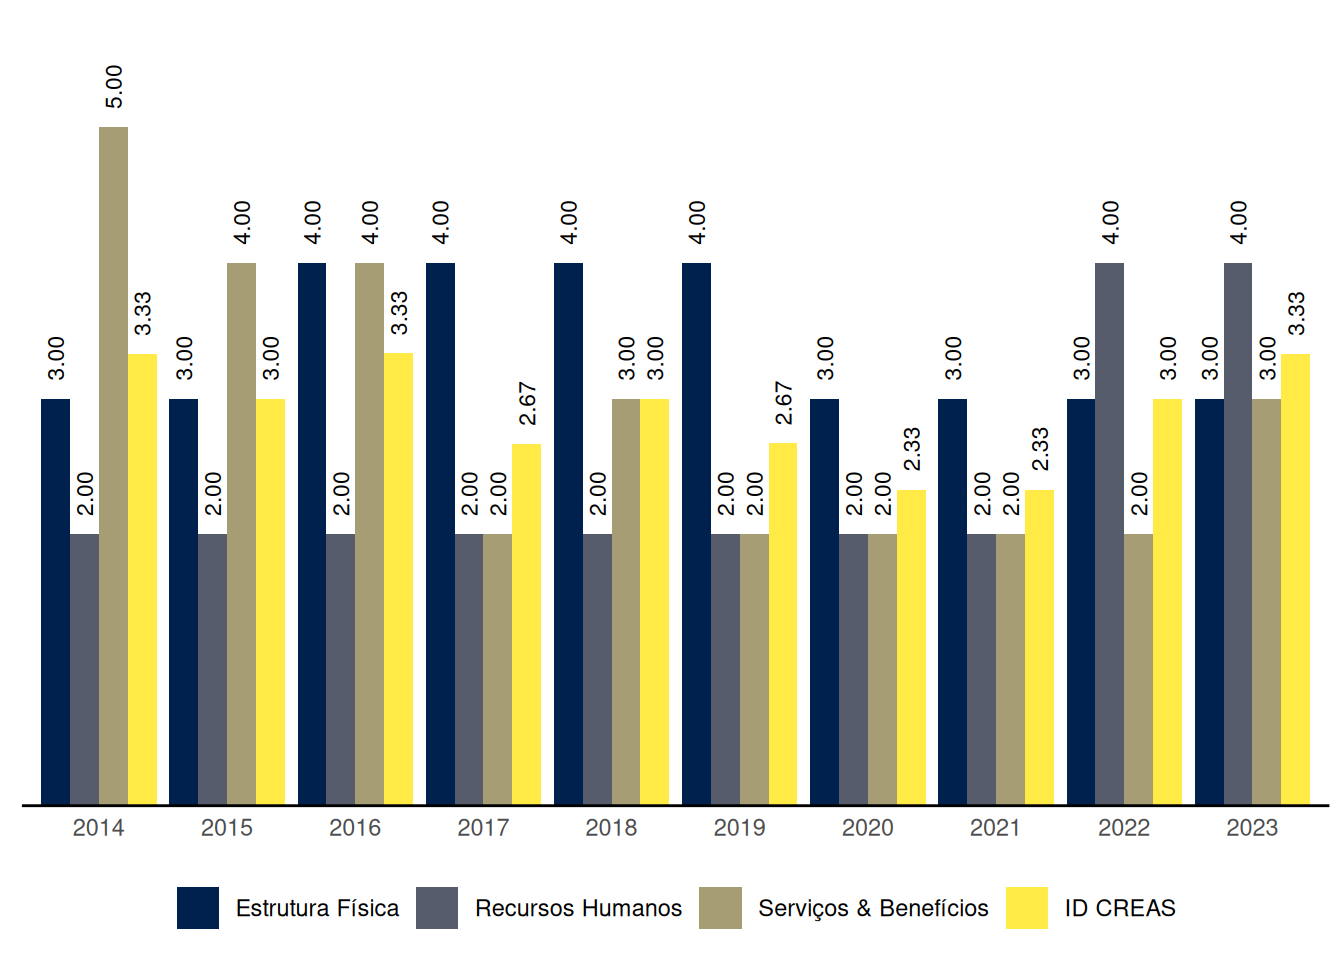 5.00
4.00 4.00 4.00 4.00 4.00 4.00 4.00 4.00
3.33 3.33 3.33
3.00 3.00 3.00 3.00 3.00 3.00 3.00 3.00 3.00 3.00 3.00
2.67 2.67
2.33 2.33
2.00 2.00 2.00 2.00 2.00 2.00 2.00 2.00 2.00 2.00 2.00 2.00 2.00
2014 2015 2016 2017 2018 2019 2020 2021 2022 2023
Estrutura Física Recursos Humanos Serviços & Benefícios ID CREAS